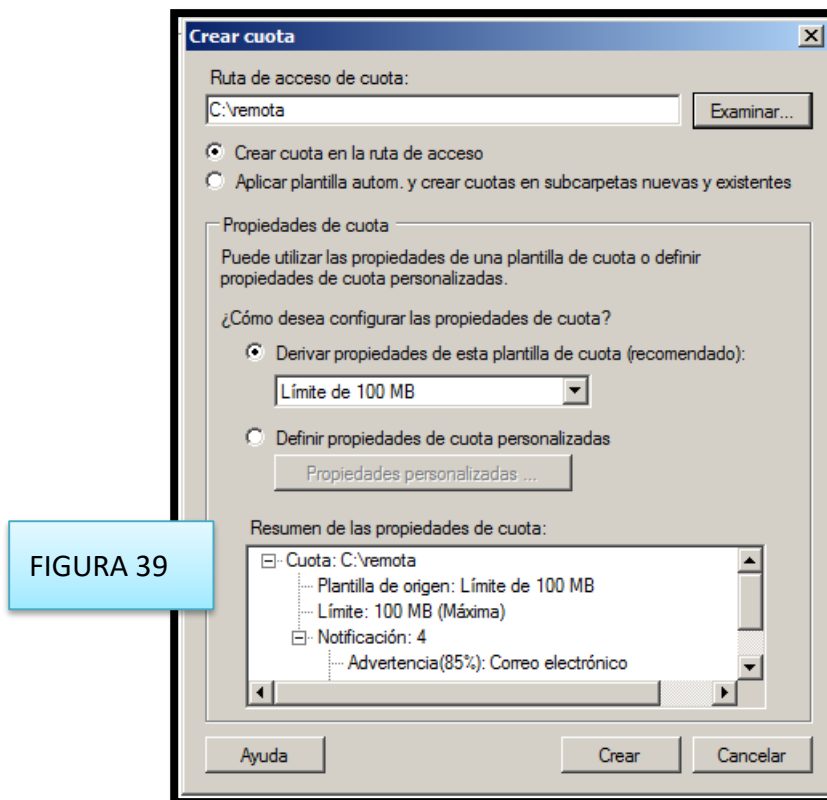 Crear cuota
Ruta de acceso de cuota:
C:\remota
Examinar...
Crear cuota en la ruta de acceso
Aplicar plantilla autom. y crear cuotas en subcarpetas nuevas y existentes
Propiedades de cuota
Puede utilizar las propiedades de una plantilla de cuota o definir
propiedades de cuota personalizadas.
¿Cómo desea configurar las propiedades de cuota?
Derivar propiedades de esta plantilla de cuota (recomendado):
Límite de 100 MB
Definir propiedades de cuota personalizadas
Propiedades personalizadas ...
Resumen de las propiedades de cuota:
FIGURA 39
Cuota: C:\remota
Plantilla de origen: Límite de 100 MB
Límite: 100 MB (Máxima)
Notificación: 4
Advertencia(85%): Correo electrónico
Ayuda
Crear
Cancelar